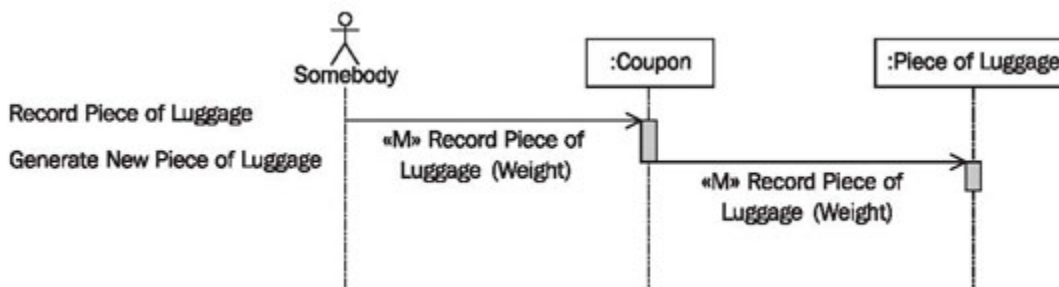 Somebody
:Coupon
:Piece of Luggage
Record Piece of Luggage
«M» Record Piece of
Luggage (Weight)
Generate New Piece of Luggage
«M» Record Piece of
Luggage (Weight)